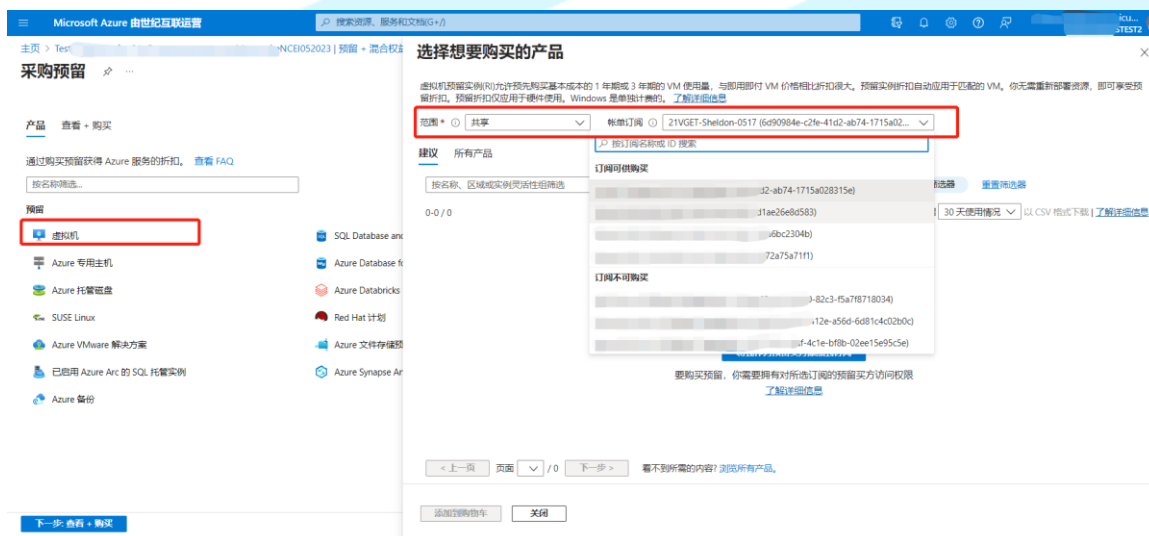 Microsoft Azure 由世纪互联运营
搜索资源、服务和文档(G+/)
icu...
STEST2
主页 > Test NCEI052023 | 预留 + 混合权益
采购预留
产品 查看 + 购买
通过购买预留获得 Azure 服务的折扣。 查看 FAQ
按名称筛选...
预留
虚拟机
SQL Database and
Azure 专用主机
Azure Database fo
Azure 托管磁盘
Azure Databricks
SUSE Linux
Red Hat 计划
Azure VMware 解决方案
Azure 文件存储预
已启用 Azure Arc 的 SQL 托管实例
Azure Synapse An
Azure 备份
下一步: 查看 + 购买
选择想要购买的产品
虚拟机预留实例(RI)允许预先购买基本成本的 1 年期或 3 年期的 VM 使用量，与即用即付 VM 价格相比折扣很大。预留实例折扣自动应用于匹配的 VM。你无需重新部署资源，即可享受预
留折扣。预留折扣仅应用于硬件使用。Windows 是单独计费的。 了解详细信息
范围 * 共享 帐单订阅 21VGET-Sheldon-0517 (6d90984e-c2fe-41d2-ab74-1715a02...
按订阅名称或 ID 搜索
建议 所有产品
订阅可供购买
按名称、区域或实例灵活性组筛选
d2-ab74-1715a028315e)
选器 重置筛选器
0-0 / 0
d1ae26e8d583)
30 天使用情况 以 CSV 格式下载 | 了解详细信息
a6bc2304b)
72a75a71f1)
订阅不可购买
-82c3-f5a7f8718034)
12e-a56d-6d81c4c02b0c)
f-4c1e-bf8b-02ee15e95c5e)
要购买预留，你需要拥有对所选订阅的预留买方访问权限
了解详细信息
< 上一页 页面 / 0 下一步 > 看不到所需的内容? 浏览所有产品。
添加到购物车 关闭